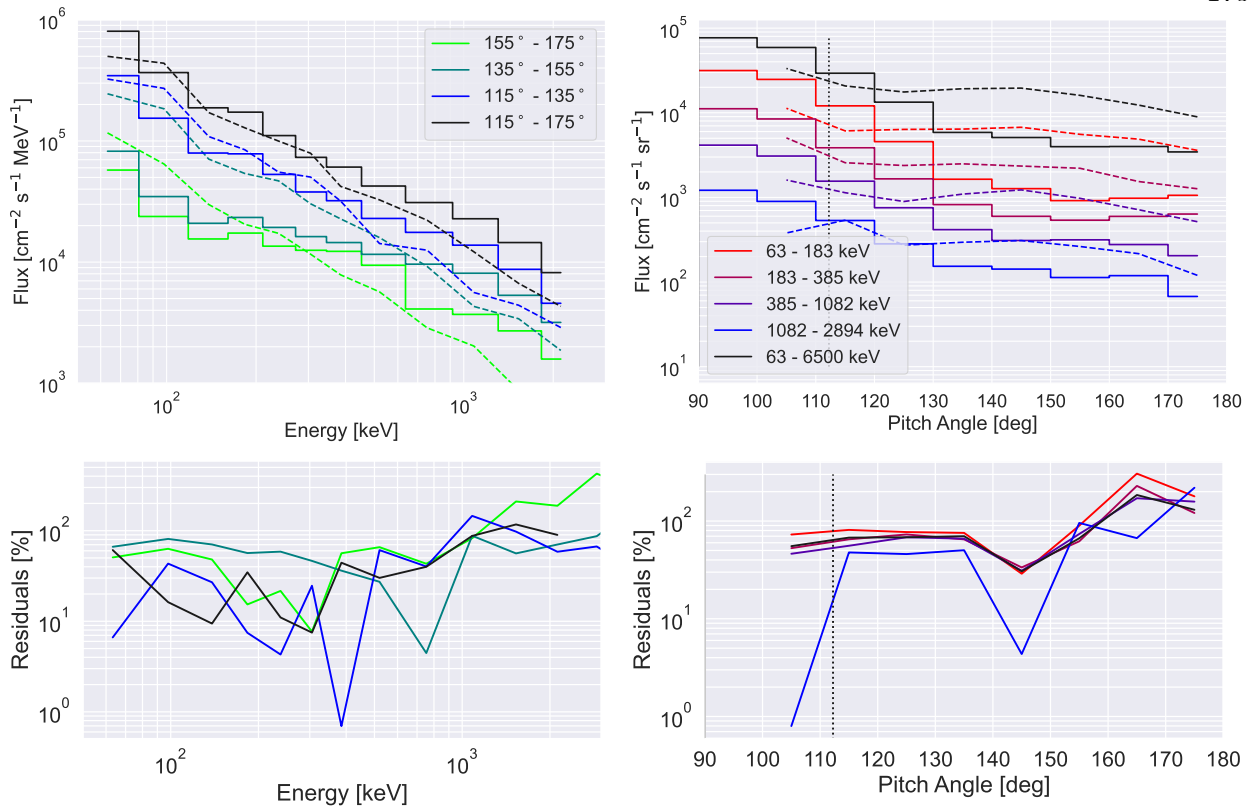 10^6
10^5
10^4
10^3
Flux [cm^−2 s^−1 MeV^−1]
155° - 175°
135° - 155°
115° - 135°
115° - 175°
10^2
10^3
Energy [keV]
10^5
10^4
10^3
10^2
10^1
Flux [cm^−2 s^−1 sr^−1]
63 - 183 keV
183 - 385 keV
385 - 1082 keV
1082 - 2894 keV
63 - 6500 keV
90 100 110 120 130 140 150 160 170 180
Pitch Angle [deg]
10^2
10^1
10^0
Residuals [%]
10^2
10^3
Energy [keV]
10^2
10^1
10^0
Residuals [%]
90 100 110 120 130 140 150 160 170 180
Pitch Angle [deg]